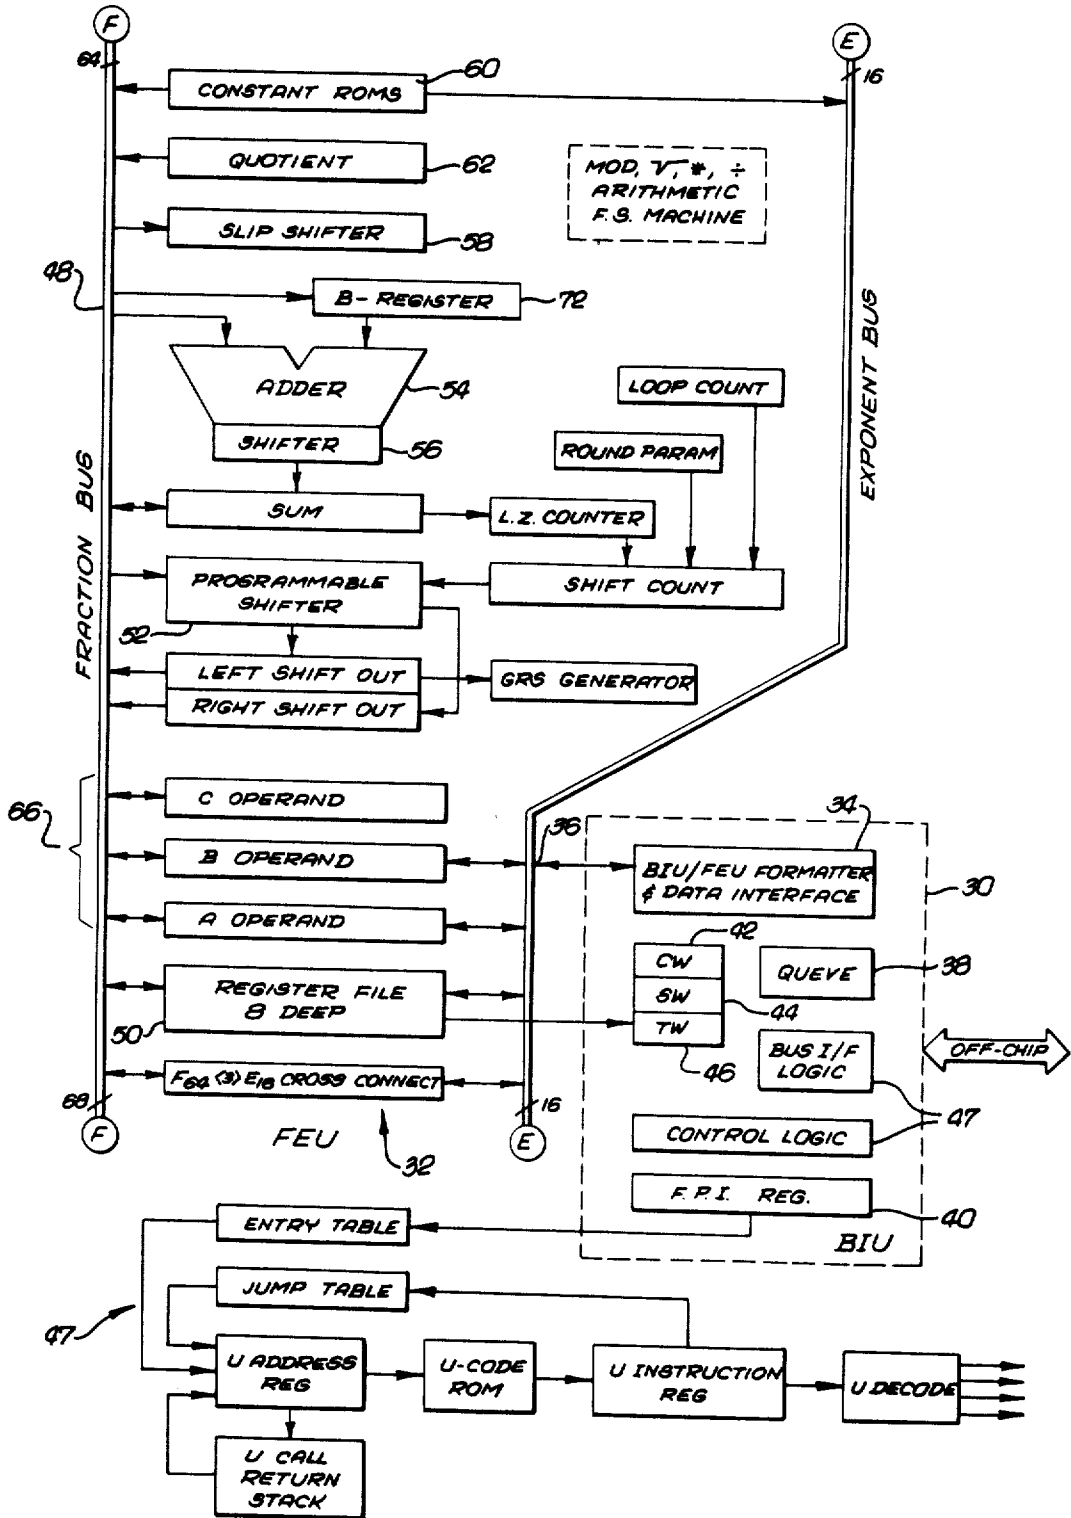 F
E
64
16
CONSTANT ROMS
60
QUOTIENT
62
MOD, √, *, ÷
ARITHMETIC
F.S. MACHINE
SLIP SHIFTER
58
48
B-REGISTER
72
ADDER
54
LOOP COUNT
EXPONENT BUS
SHIFTER
56
ROUND PARAM
FRACTION BUS
SUM
L.Z. COUNTER
PROGRAMMABLE
SHIFTER
52
SHIFT COUNT
LEFT SHIFT OUT
GRS GENERATOR
RIGHT SHIFT OUT
66
C OPERAND
36
34
B OPERAND
BIU/FEU FORMATTER
& DATA INTERFACE
30
A OPERAND
42
CW
QUEVE
38
REGISTER FILE
8 DEEP
50
SW
44
TW
46
BUS I/F
LOGIC
OFF-CHIP
F64 <3> E16 CROSS CONNECT
68
16
47
F
FEU
32
E
CONTROL LOGIC
F.P.I. REG.
40
ENTRY TABLE
BIU
JUMP TABLE
47
U ADDRESS
REG
U-CODE
ROM
U INSTRUCTION
REG
U DECODE
U CALL
RETURN
STACK